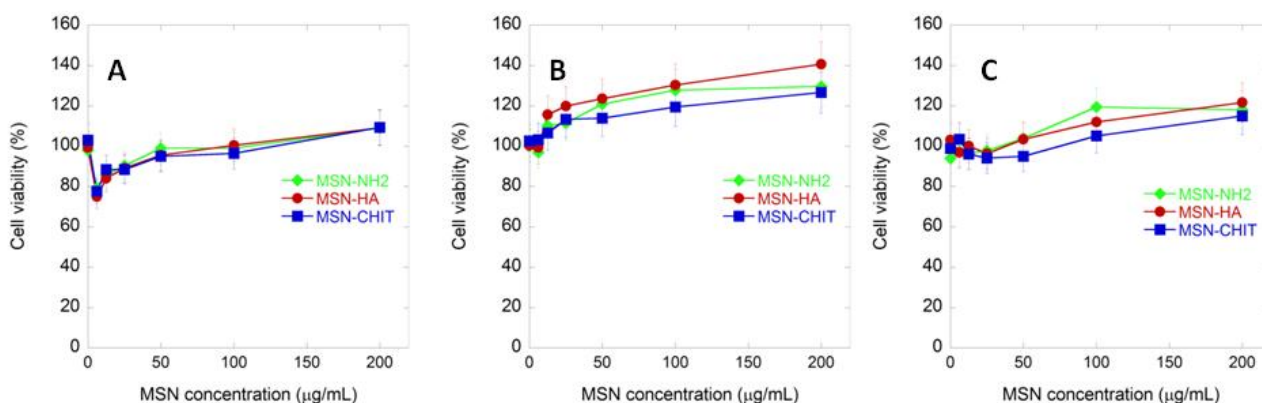 160
140
120
100
80
60
40
20
0
Cell viability (%)
A
MSN-NH2
MSN-HA
MSN-CHIT
0 50 100 150 200
MSN concentration (μg/mL)
160
140
120
100
80
60
40
20
0
Cell viability (%)
B
MSN-NH2
MSN-HA
MSN-CHIT
0 50 100 150 200
MSN concentration (μg/mL)
160
140
120
100
80
60
40
20
0
Cell viability (%)
C
MSN-NH2
MSN-HA
MSN-CHIT
0 50 100 150 200
MSN concentration (μg/mL)